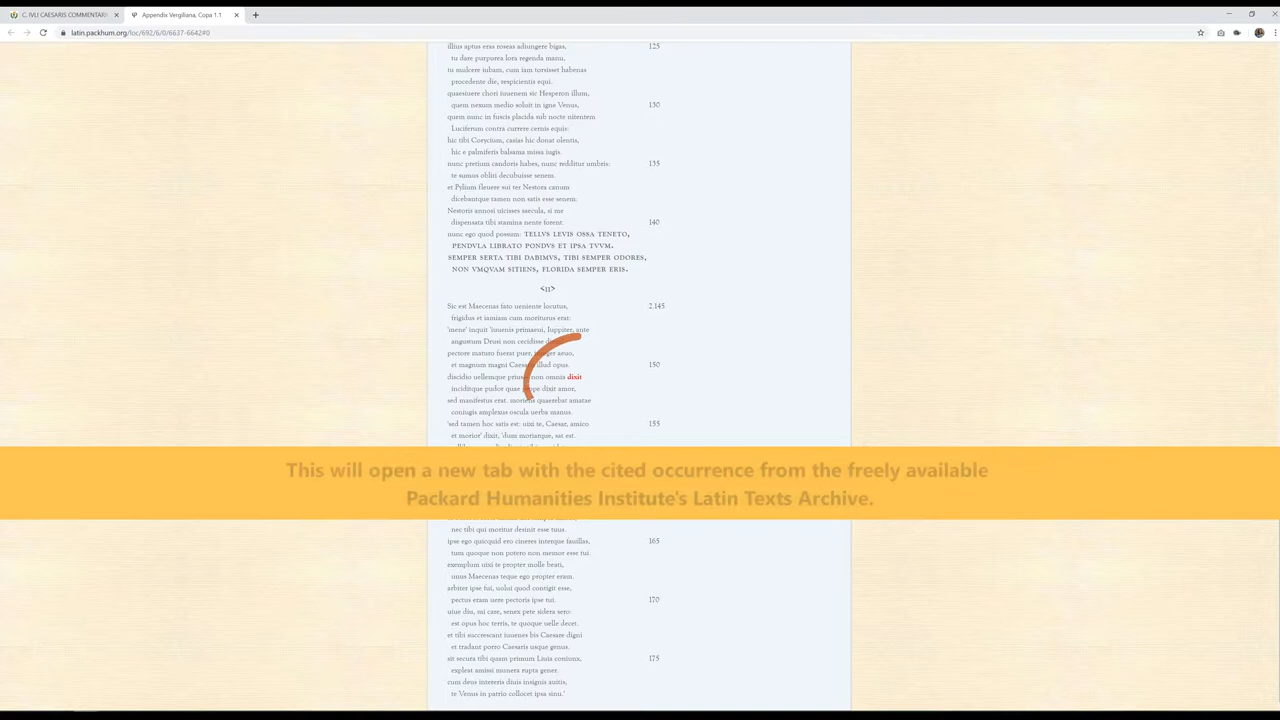 C. IVLI CAESARIS COMMENTARI
Appendix Vergiliana, Copa 1.1
latin.packhum.org/loc/692/6/0/6637-6642#0
illius aptus eras roseas adiungere bigas, 125
tu dare purpurea lora regenda manu,
tu mulcere iubam, cum iam torsisset habenas
procedente die, respicientis equi.
quaesiuere chori iuuenem sic Hesperon illum,
quem nexum medio soluit in igne Venus, 130
quem nunc in fuscis placida sub nocte nitentem
Luciferum contra currere cernis equis:
hic tibi Corycium, casias hic donat olentis,
hic e palmiferis balsama missa iugis.
nunc pretium candoris habes, nunc redditur umbris: 135
te sumus obliti decubuisse senem.
et Pylium fleuere sui ter Nestora canum
dicebantque tamen non satis esse senem:
Nestoris annosi uicisses saecula, si me
dispensata tibi stamina nente forent. 140
nunc ego quod possum: TELLVS LEVIS OSSA TENETO,
PENDVLA LIBRATO PONDVS ET IPSA TVVM.
SEMPER SERTA TIBI DABIMVS, TIBI SEMPER ODORES,
NON VMQVAM SITIENS, FLORIDA SEMPER ERIS.
<II>
Sic est Maecenas fato ueniente locutus, 2.145
frigidus et iamiam cum moriturus erat:
'mene' inquit 'iuuenis primaeui, Iuppiter, ante
angustum Drusi non cecidisse
pectore maturo fuerat puer, integer aeuo,
et magnum magni Caesaris illud opus. 150
discidio uellemque prius non omnia dixit
inciditque pudor quae prope dixit amor,
sed manifestus erat. moriens quaerebat amatae
coniugis amplexus oscula uerba manus.
'sed tamen hoc satis est: uixi te, Caesar, amico 155
et morior' dixit, 'dum moriarque, sat est.
This will open a new tab with the cited occurrence from the freely available
Packard Humanities Institute's Latin Texts Archive.
nec tibi qui moritur desinit esse tuus.
ipse ego quicquid ero cineres interque fauillas, 165
tum quoque non potero non memor esse tui.
exemplum uixi te propter molle beati,
unus Maecenas teque ego propter eram.
arbiter ipse fui, uolui quod contigit esse,
pectus eram uere pectoris ipse tui. 170
uiue diu, mi care, senex pete sidera sero:
est opus hoc terris, te quoque uelle decet.
et tibi succrescant iuuenes bis Caesare digni
et tradant porro Caesaris usque genus.
sit secura tibi quam primum Liuia coniunx, 175
expleat amissi munera rupta gener.
cum deus intereris diuis insignis auitis,
te Venus in patrio collocet ipsa sinu.'